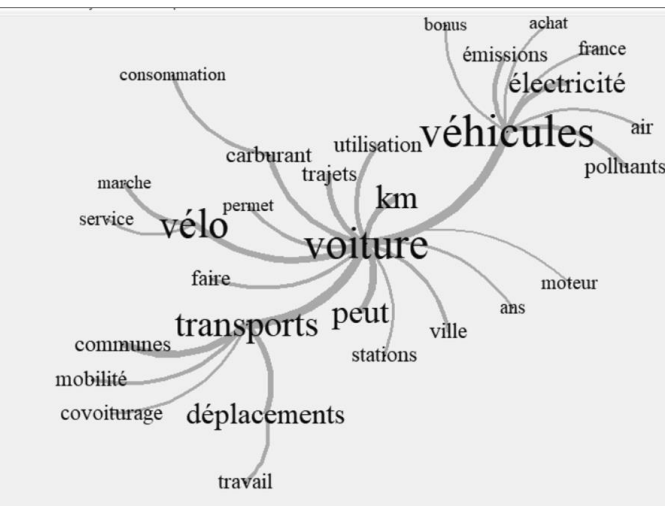 bonus
achat
émissions
france
électricité
consommation
véhicules
air
utilisation
carburant
polluants
trajets
marche
km
permet
service
vélo
voiture
faire
moteur
ans
peut
transports
ville
communes
stations
mobilité
covoiturage
déplacements
travail